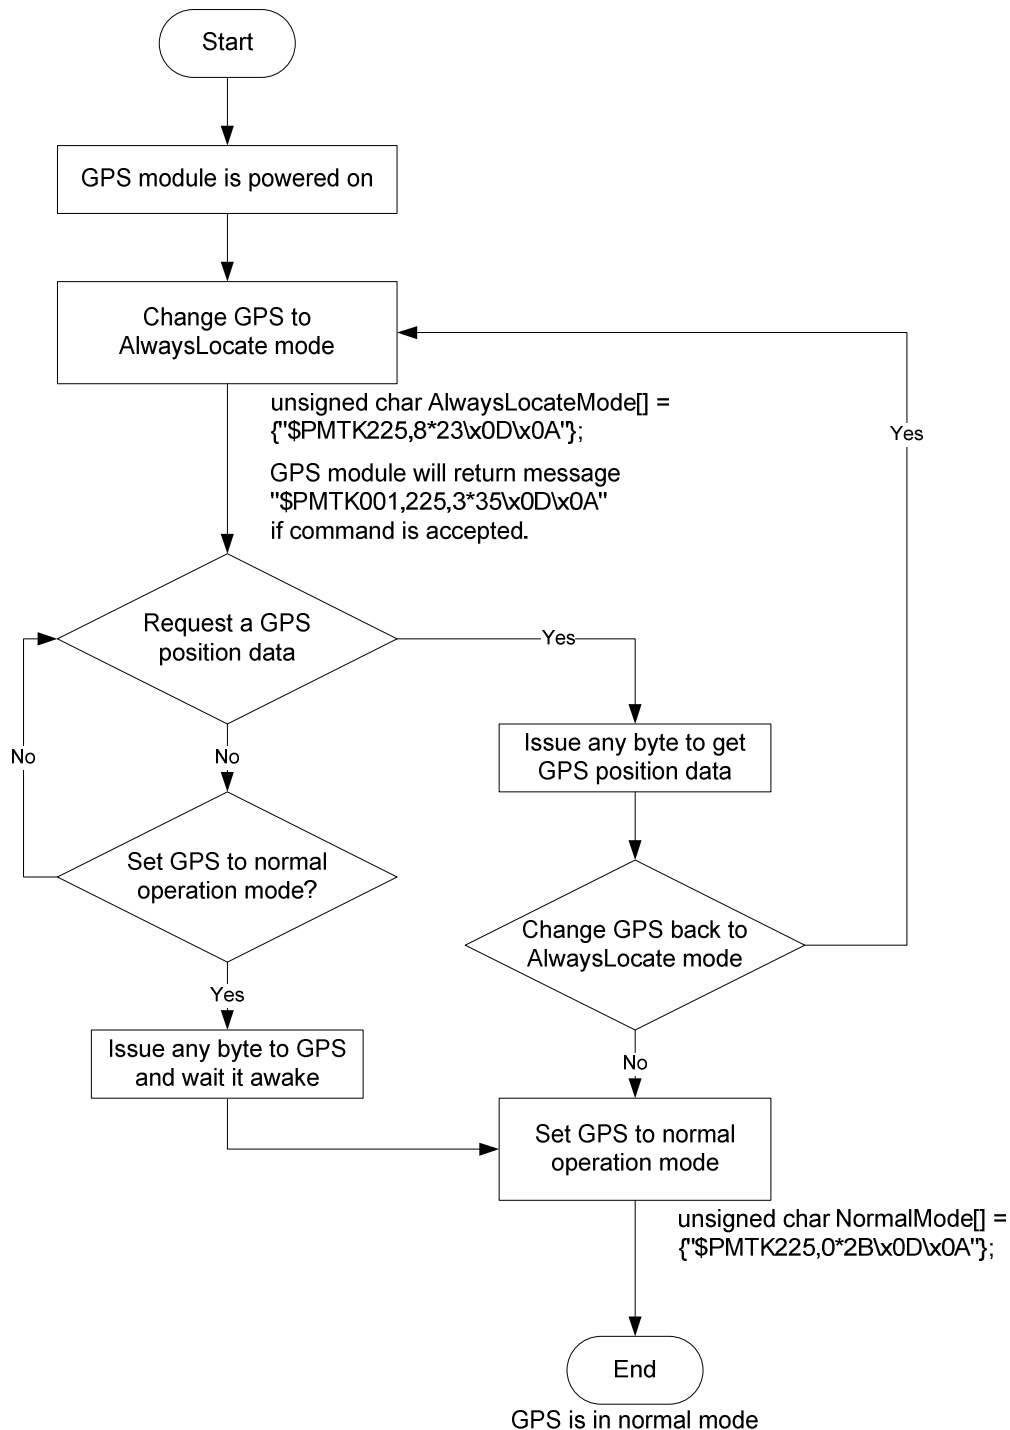 Start
GPS module is powered on
Change GPS to
AlwaysLocate mode
unsigned char AlwaysLocateMode[] =
{"$PMTK225,8*23\x0D\x0A"};
Yes
GPS module will return message
"$PMTK001,225,3*35\x0D\x0A"
if command is accepted.
Request a GPS
position data
Yes
No
No
Issue any byte to get
GPS position data
Set GPS to normal
operation mode?
Change GPS back to
AlwaysLocate mode
Yes
Issue any byte to GPS
and wait it awake
No
Set GPS to normal
operation mode
unsigned char NormalMode[] =
{"$PMTK225,0*2B\x0D\x0A"};
End
GPS is in normal mode